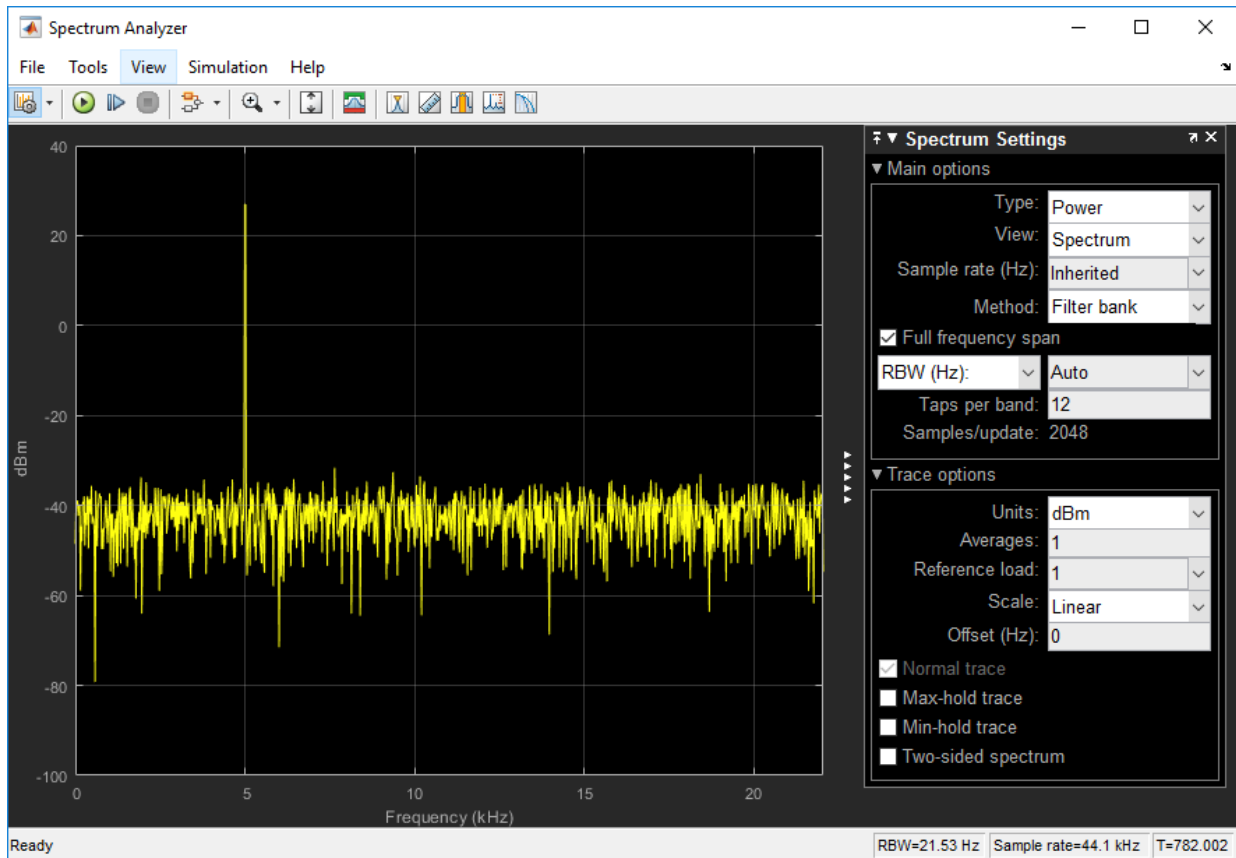 Spectrum Analyzer
File Tools View Simulation Help
40
20
0
-20
-40
-60
-80
-100
dBm
0 5 10 15 20
Frequency (kHz)
Spectrum Settings
Main options
Type: Power
View: Spectrum
Sample rate (Hz): Inherited
Method: Filter bank
Full frequency span
RBW (Hz): Auto
Taps per band: 12
Samples/update: 2048
Trace options
Units: dBm
Averages: 1
Reference load: 1
Scale: Linear
Offset (Hz): 0
Normal trace
Max-hold trace
Min-hold trace
Two-sided spectrum
Ready RBW=21.53 Hz Sample rate=44.1 kHz T=782.002